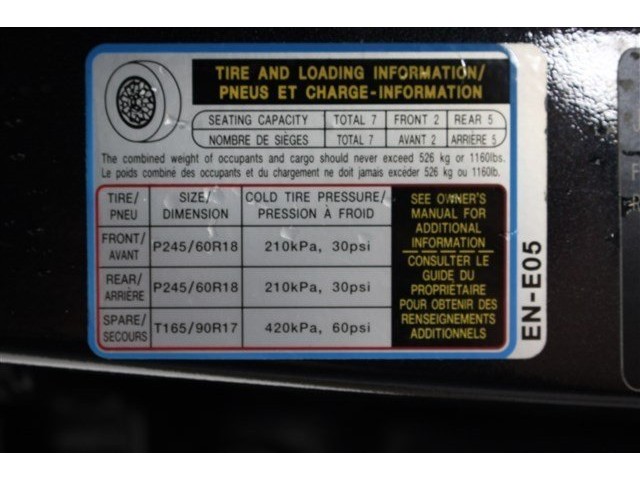 TIRE AND LOADING INFORMATION/
PNEUS ET CHARGE-INFORMATION
SEATING CAPACITY TOTAL 7 FRONT 2 REAR 5
NOMBRE DE SIÈGES TOTAL 7 AVANT 2 ARRIÈRE 5
The combined weight of occupants and cargo should never exceed 526 kg or 1160lbs.
Le poids combiné des occupants et du chargement ne doit jamais excéder 526 kg ou 1160lb.
TIRE/ SIZE/ COLD TIRE PRESSURE/
PNEU DIMENSION PRESSION À FROID
FRONT/
AVANT P245/60R18 210kPa, 30psi
REAR/
ARRIÈRE P245/60R18 210kPa, 30psi
SPARE/
SECOURS T165/90R17 420kPa, 60psi
SEE OWNER'S
MANUAL FOR
ADDITIONAL
INFORMATION
CONSULTER LE
GUIDE DU
PROPRIÉTAIRE
POUR OBTENIR DES
RENSEIGNEMENTS
ADDITIONNELS
EN-E05